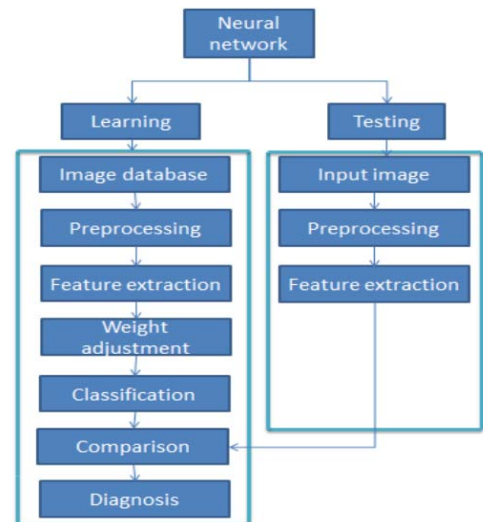 Neural
network
Learning
Testing
Image database
Input image
Preprocessing
Preprocessing
Feature extraction
Feature extraction
Weight
adjustment
Classification
Comparison
Diagnosis